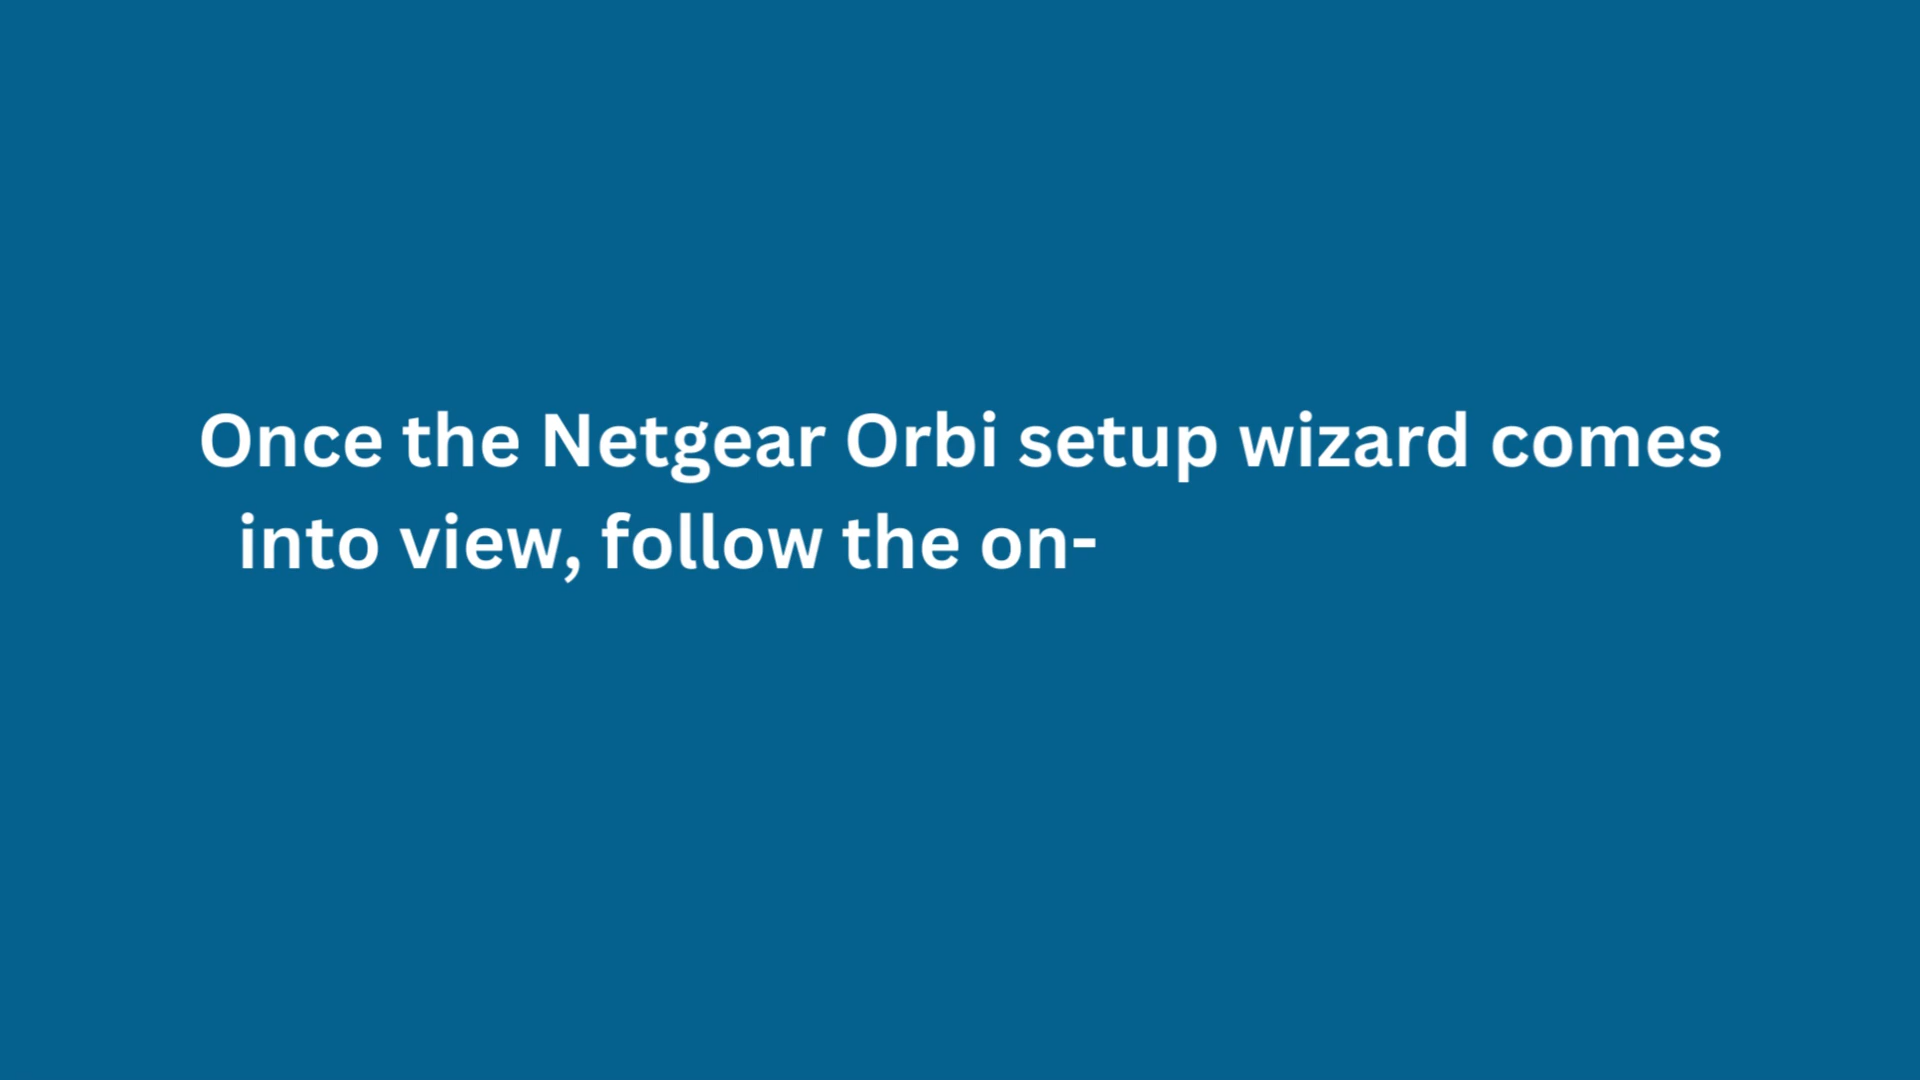 Once the Netgear Orbi setup wizard comes
into view, follow the on-